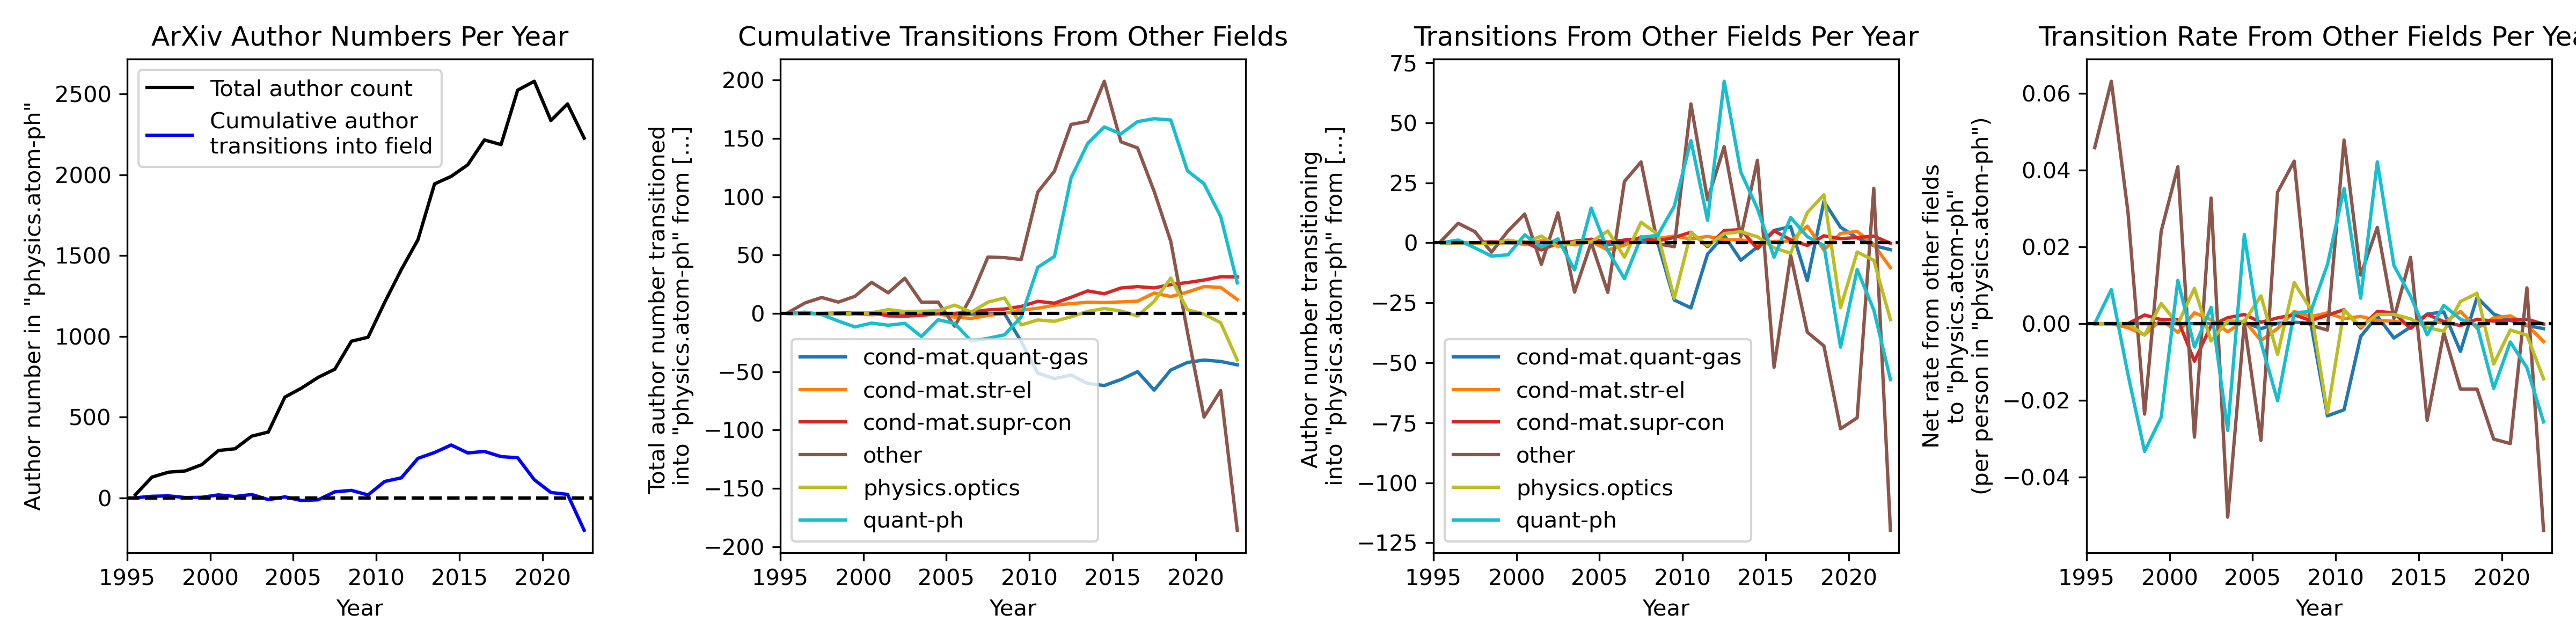 ArXiv Author Numbers Per Year
Author number in "physics.atom-ph"
2500
2000
1500
1000
500
0
Total author count
Cumulative author
transitions into field
1995 2000 2005 2010 2015 2020
Year
Cumulative Transitions From Other Fields
Total author number transitioned
into "physics.atom-ph" from [...]
200
150
100
50
0
−50
−100
−150
−200
cond-mat.quant-gas
cond-mat.str-el
cond-mat.supr-con
other
physics.optics
quant-ph
1995 2000 2005 2010 2015 2020
Year
Transitions From Other Fields Per Year
Author number transitioning
into "physics.atom-ph" from [...]
75
50
25
0
−25
−50
−75
−100
−125
cond-mat.quant-gas
cond-mat.str-el
cond-mat.supr-con
other
physics.optics
quant-ph
1995 2000 2005 2010 2015 2020
Year
Transition Rate From Other Fields Per Yea
Net rate from other fields
to "physics.atom-ph"
(per person in "physics.atom-ph")
0.06
0.04
0.02
0.00
−0.02
−0.04
1995 2000 2005 2010 2015 2020
Year